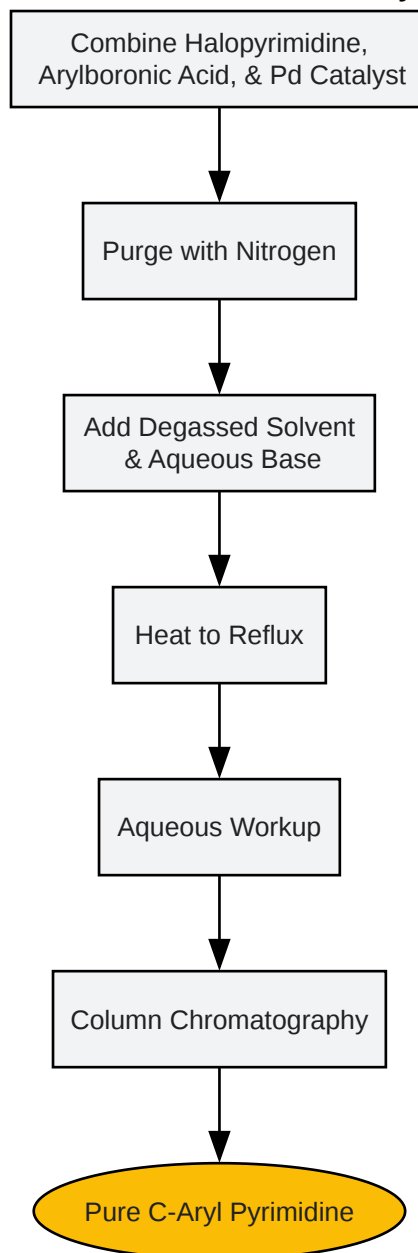 Combine Halopyrimidine,
Arylboronic Acid, & Pd Catalyst
Purge with Nitrogen
Add Degassed Solvent
& Aqueous Base
Heat to Reflux
Aqueous Workup
Column Chromatography
Pure C-Aryl Pyrimidine